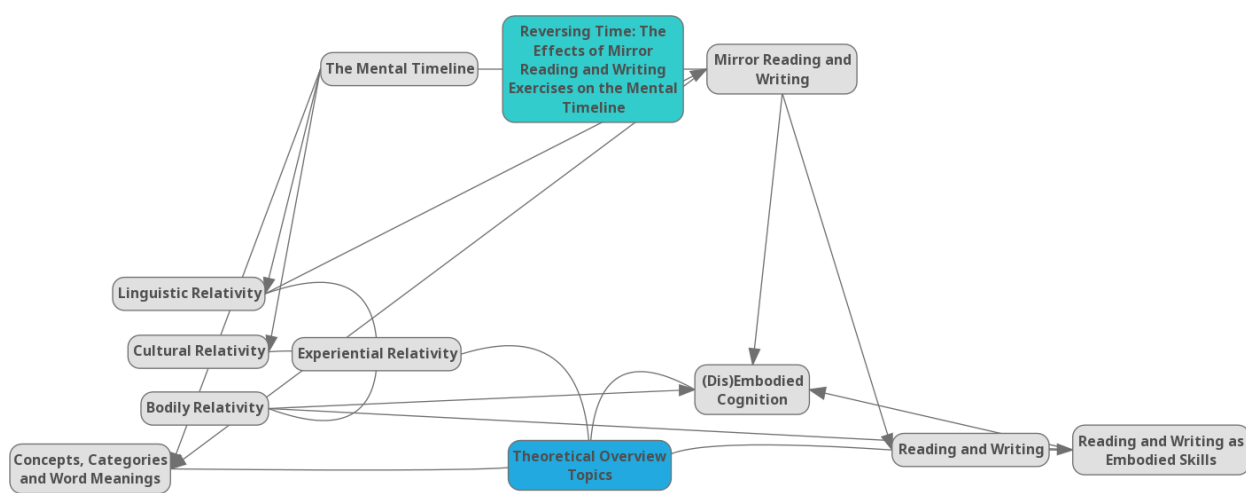 Reversing Time: The
Effects of Mirror
Reading and Writing
Exercises on the Mental
Timeline
The Mental Timeline
Mirror Reading and
Writing
Linguistic Relativity
Cultural Relativity
Experiential Relativity
Bodily Relativity
(Dis)Embodied
Cognition
Concepts, Categories
and Word Meanings
Theoretical Overview
Topics
Reading and Writing
Reading and Writing as
Embodied Skills